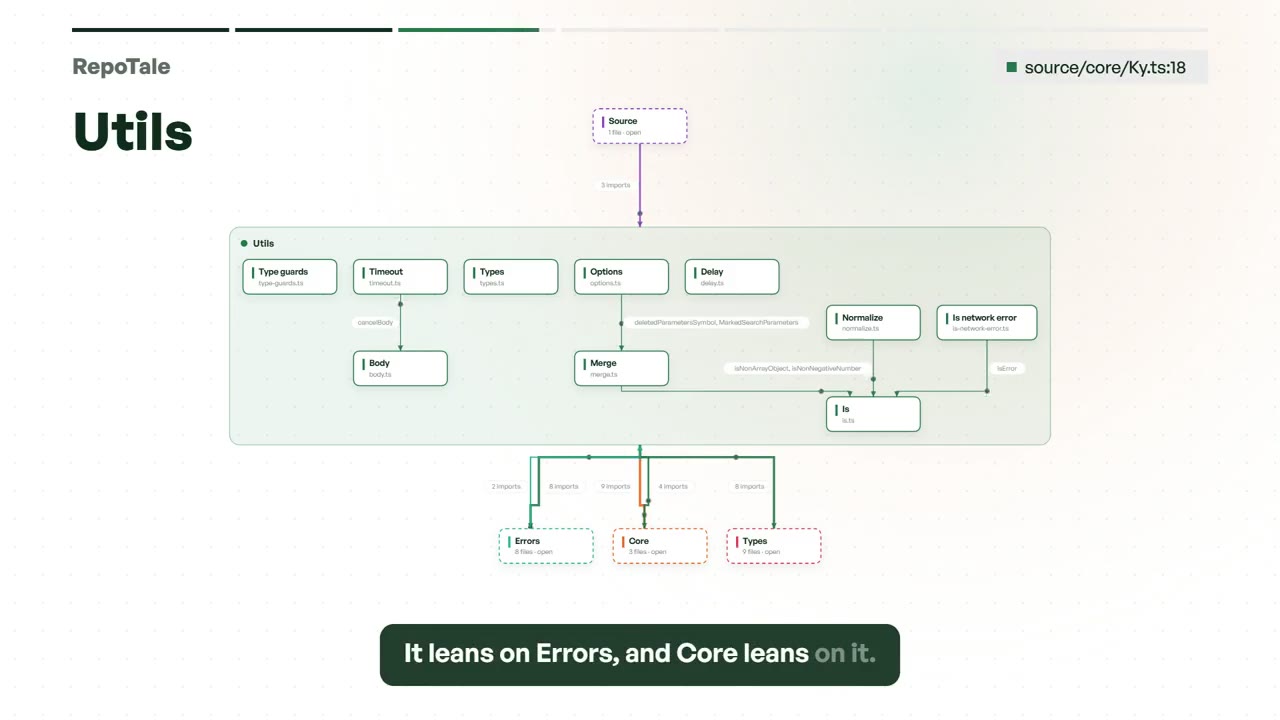 RepoTale
source/core/Ky.ts:18
Utils
Source
1 file · open
3 imports
Utils
Type guards
type-guards.ts
Timeout
timeout.ts
Types
types.ts
Options
options.ts
Delay
delay.ts
Normalize
normalize.ts
Is network error
is-network-error.ts
cancelBody
deletedParametersSymbol, MarkedSearchParameters
Body
body.ts
Merge
merge.ts
isNonArrayObject, isNonNegativeNumber
isError
Is
is.ts
2 imports
8 imports
9 imports
4 imports
8 imports
Errors
8 files · open
Core
3 files · open
Types
9 files · open
It leans on Errors, and Core leans on it.